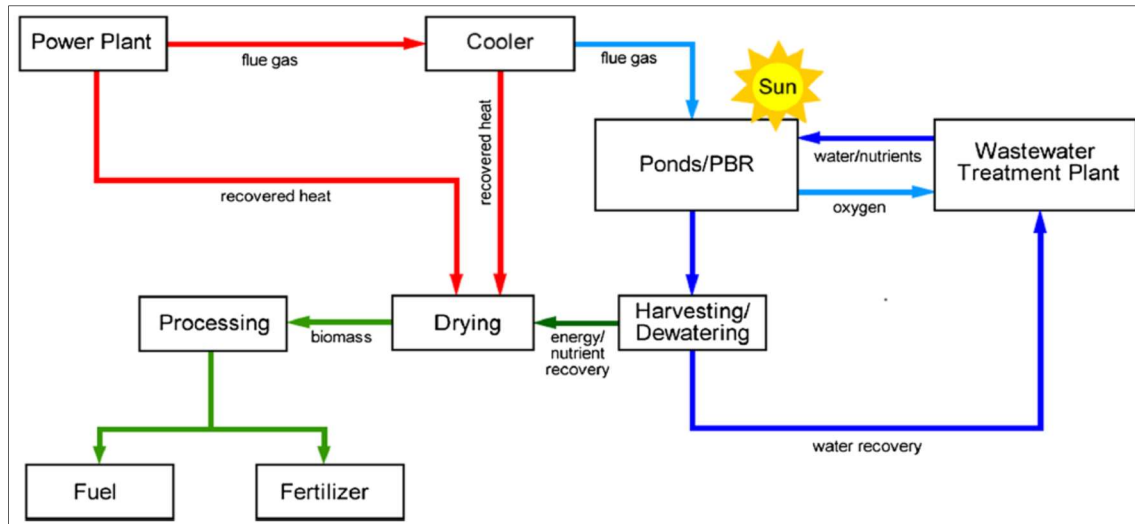 Power Plant
flue gas
Cooler
flue gas
Sun
recovered heat
recovered heat
Ponds/PBR
water/nutrients
oxygen
Wastewater
Treatment Plant
Processing
biomass
Drying
energy/
nutrient
recovery
Harvesting/
Dewatering
water recovery
Fuel
Fertilizer